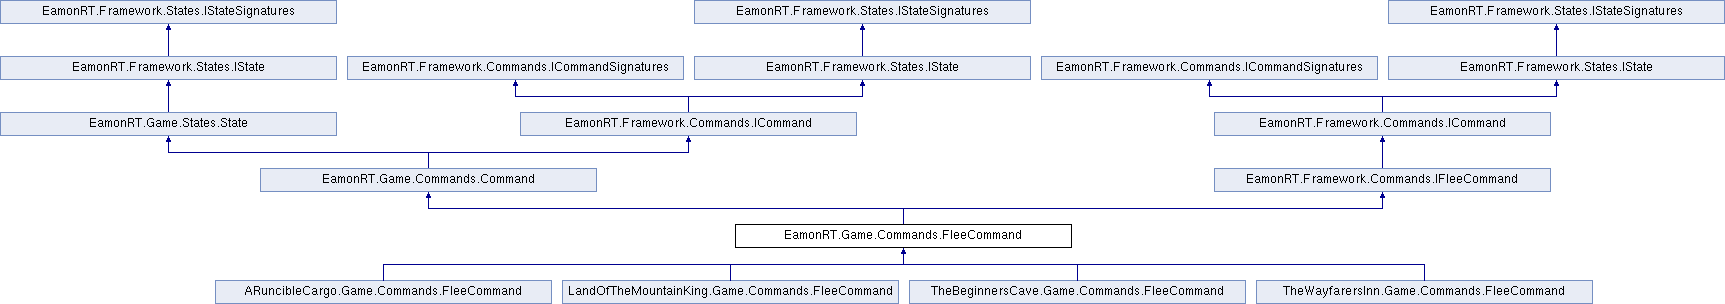 EamonRT.Framework.States.IStateSignatures
EamonRT.Framework.States.IStateSignatures
EamonRT.Framework.States.IStateSignatures
EamonRT.Framework.States.IState
EamonRT.Framework.Commands.ICommandSignatures
EamonRT.Framework.States.IState
EamonRT.Framework.Commands.ICommandSignatures
EamonRT.Framework.States.IState
EamonRT.Game.States.State
EamonRT.Framework.Commands.ICommand
EamonRT.Framework.Commands.ICommand
EamonRT.Game.Commands.Command
EamonRT.Framework.Commands.IFleeCommand
EamonRT.Game.Commands.FleeCommand
ARuncibleCargo.Game.Commands.FleeCommand
LandOfTheMountainKing.Game.Commands.FleeCommand
TheBeginnersCave.Game.Commands.FleeCommand
TheWayfarersInn.Game.Commands.FleeCommand